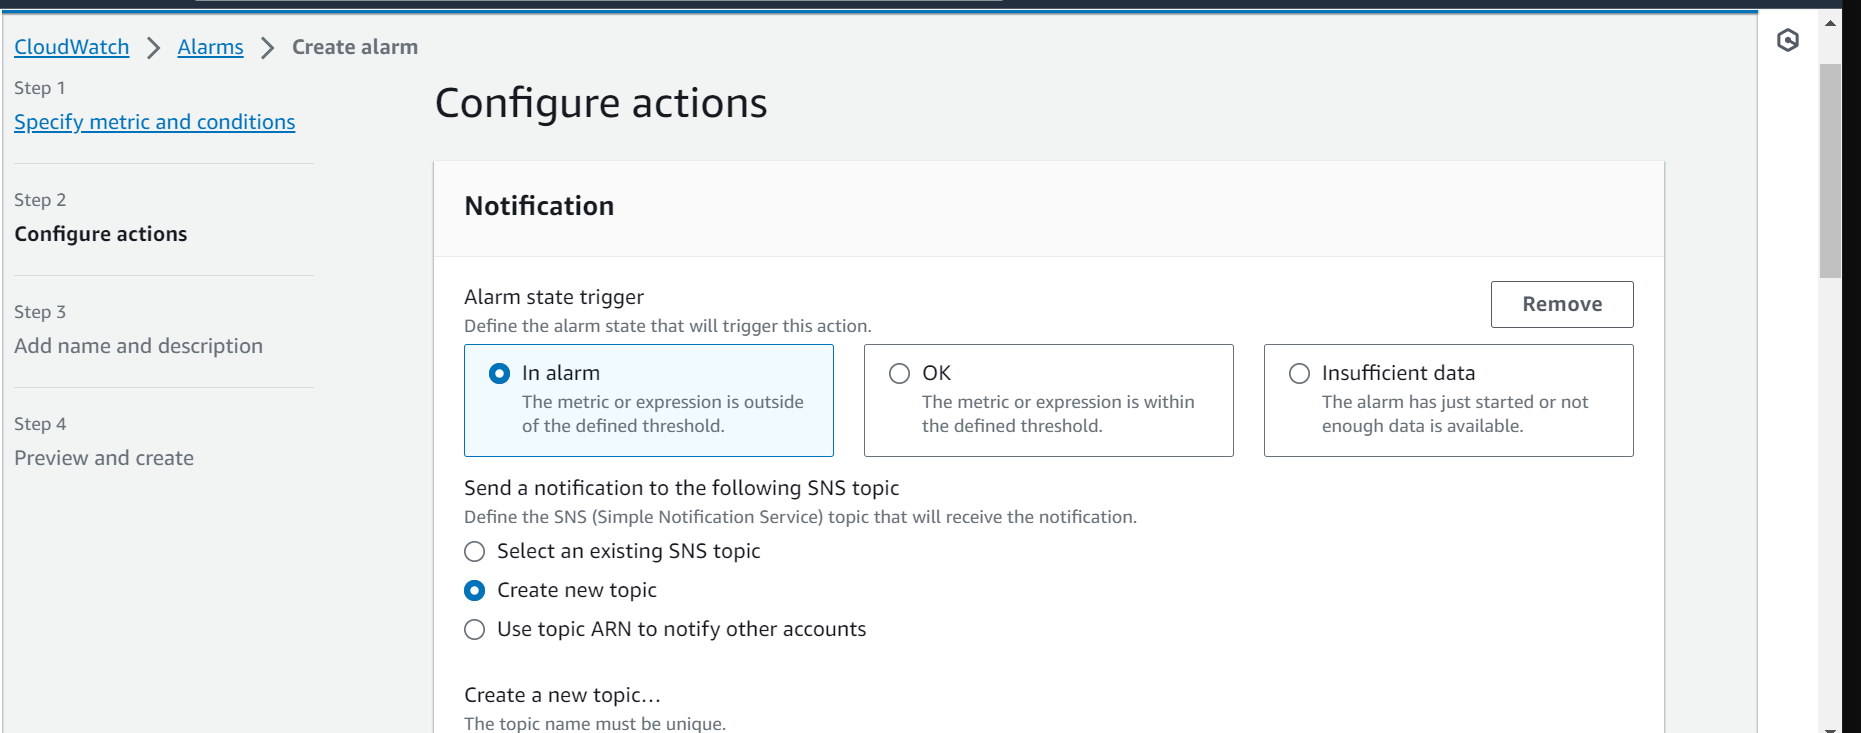 CloudWatch > Alarms > Create alarm
Step 1
Specify metric and conditions
Step 2
Configure actions
Step 3
Add name and description
Step 4
Preview and create
Configure actions
Notification
Alarm state trigger
Define the alarm state that will trigger this action.
Remove
In alarm
The metric or expression is outside
of the defined threshold.
OK
The metric or expression is within
the defined threshold.
Insufficient data
The alarm has just started or not
enough data is available.
Send a notification to the following SNS topic
Define the SNS (Simple Notification Service) topic that will receive the notification.
Select an existing SNS topic
Create new topic
Use topic ARN to notify other accounts
Create a new topic…
The topic name must be unique.